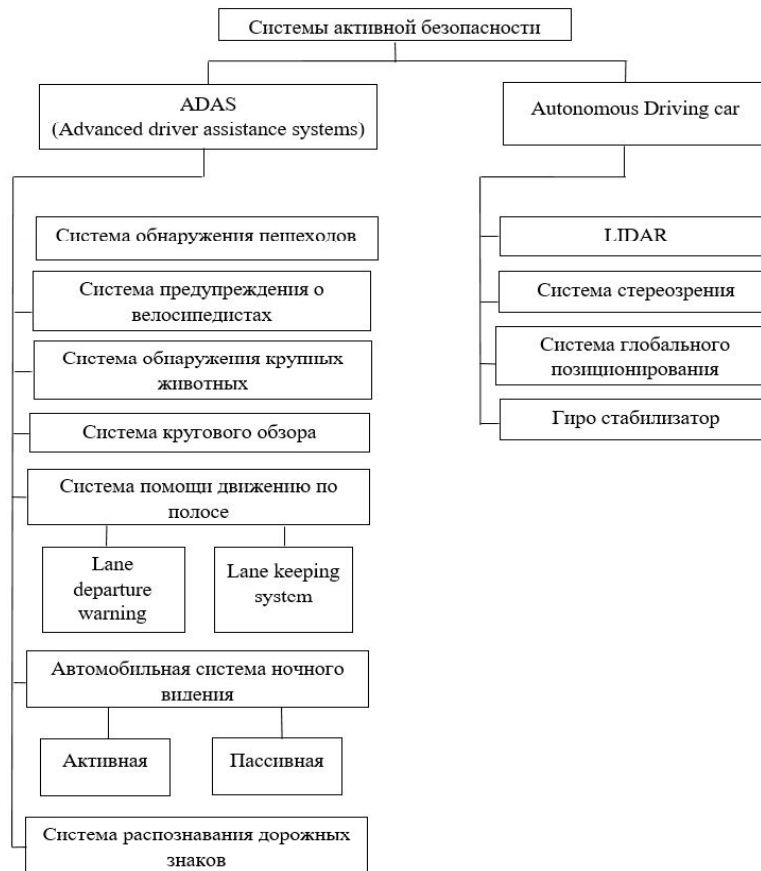 Системы активной безопасности
ADAS
(Advanced driver assistance systems)
Autonomous Driving car
Система обнаружения пешеходов
Система предупреждения о
велосипедистах
Система обнаружения крупных
животных
Система кругового обзора
Система помощи движению по
полосе
Lane
departure
warning
Lane keeping
system
Автомобильная система ночного
видения
Активная
Пассивная
Система распознавания дорожных
знаков
LIDAR
Система стереозрения
Система глобального
позиционирования
Гиро стабилизатор